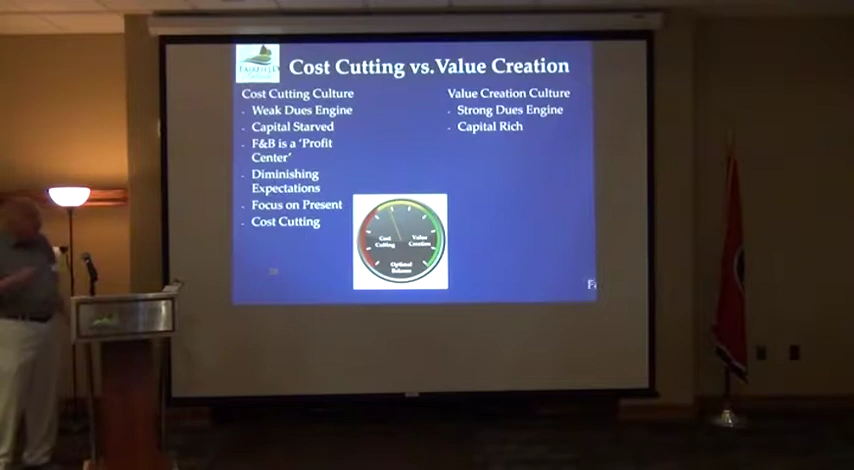 FAIRFIELD
Cost Cutting vs. Value Creation
Cost Cutting Culture
- Weak Dues Engine
- Capital Starved
- F&B is a 'Profit
Center'
- Diminishing
Expectations
- Focus on Present
- Cost Cutting
Value Creation Culture
- Strong Dues Engine
- Capital Rich
Cost
Cutting
Value
Creation
Optimal
Balance